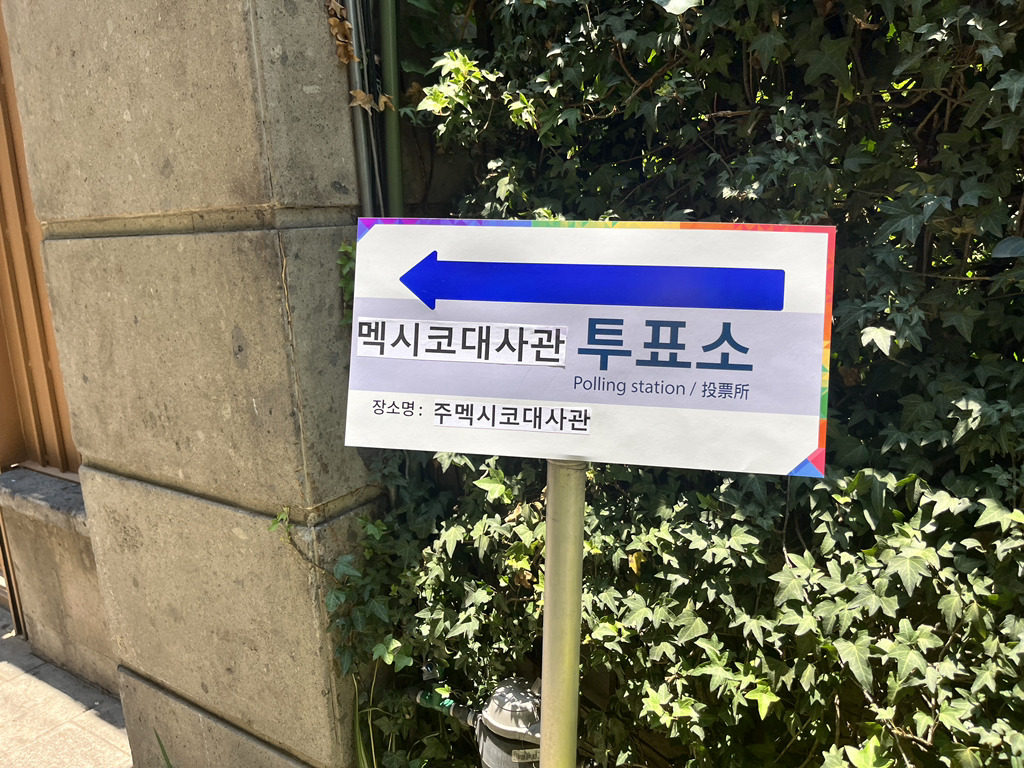 멕시코대사관 투표소
Polling station / 投票所
장소명 : 주멕시코대사관